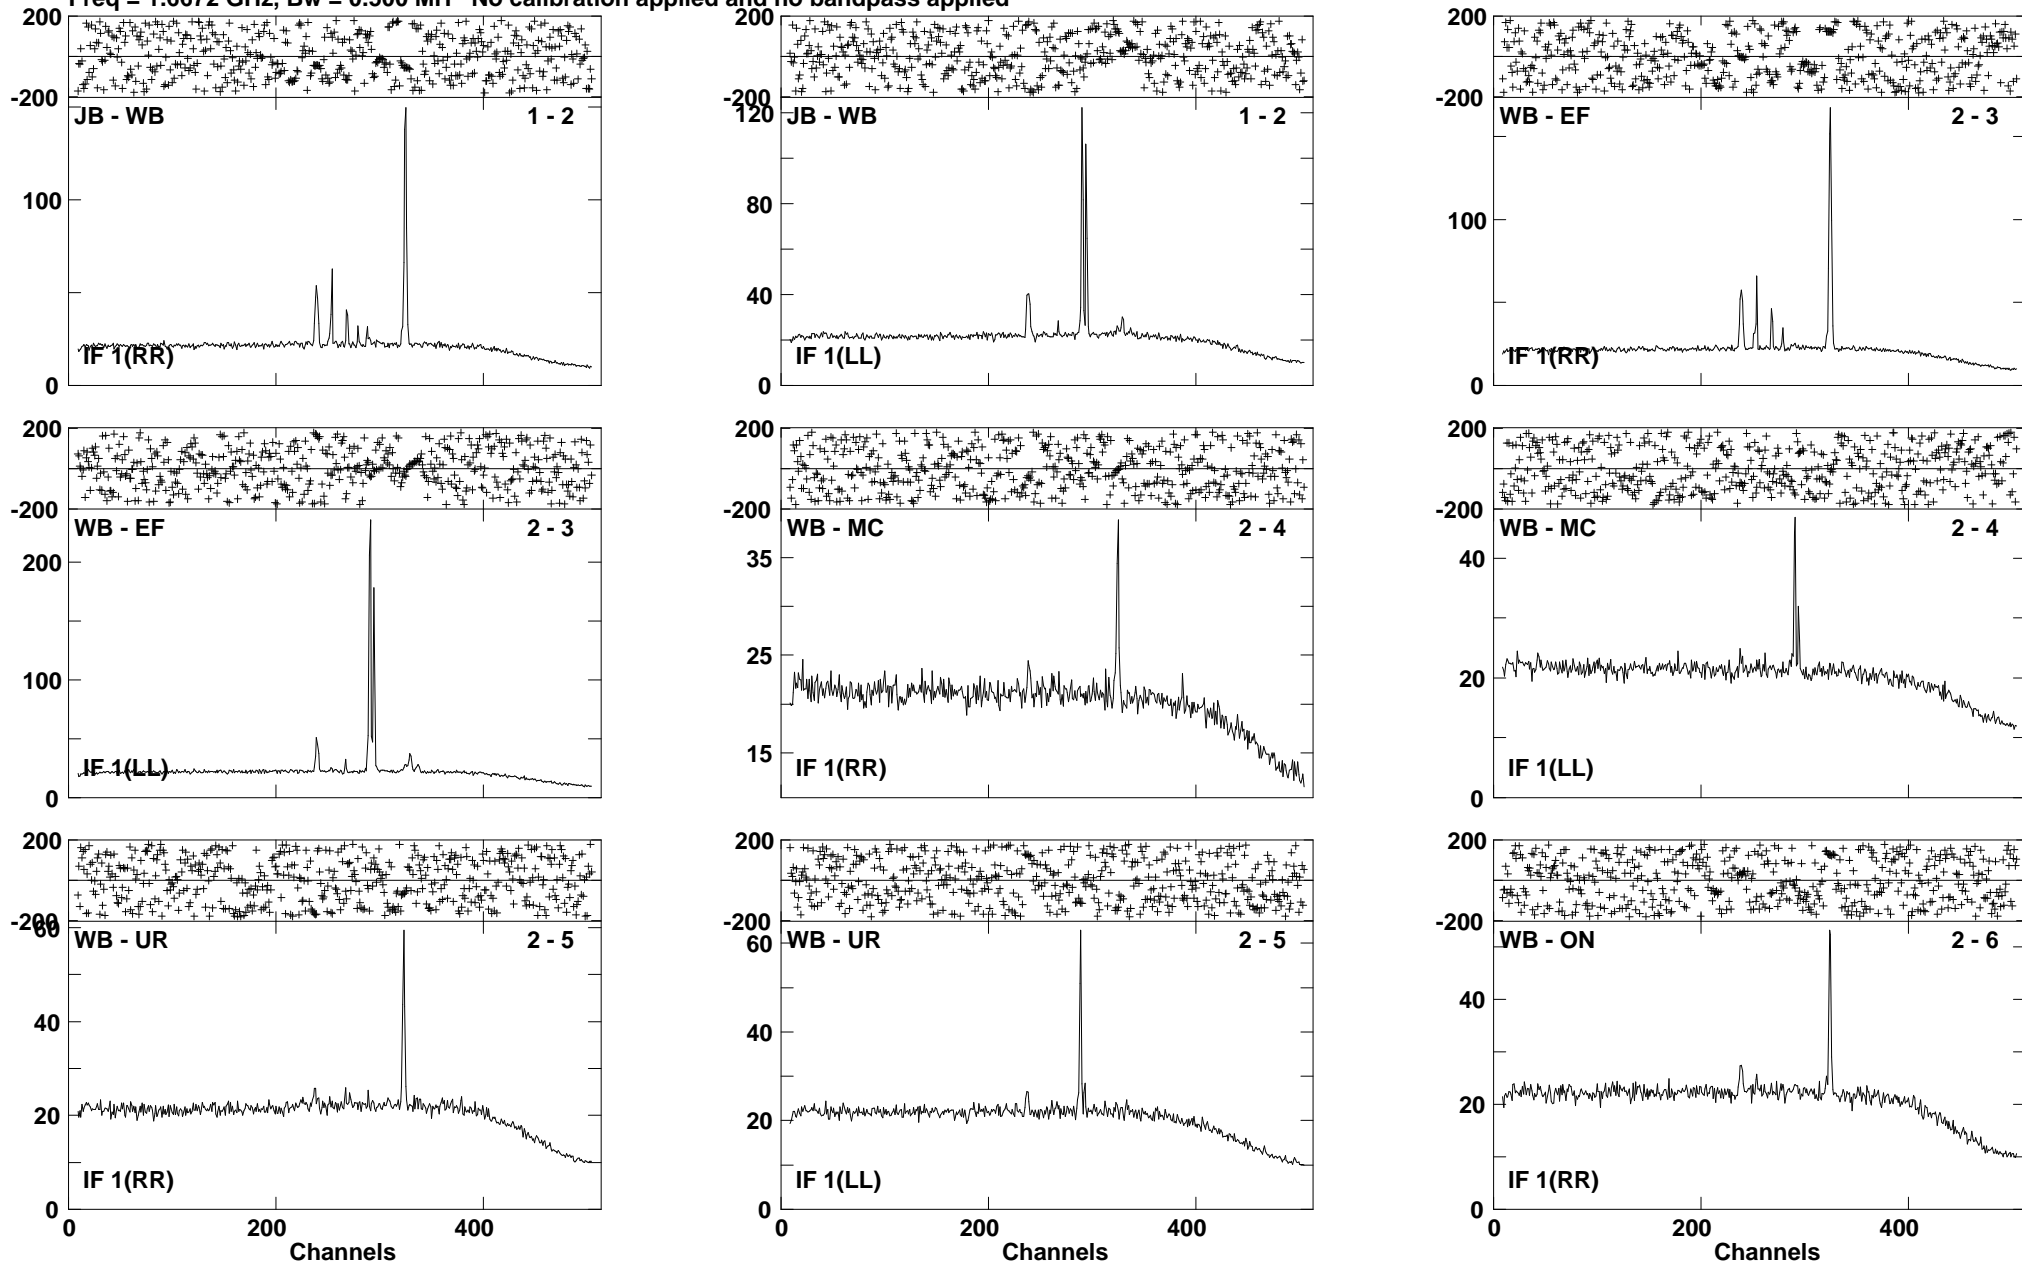 Freq = 1.6672 GHz, Bw = 0.500 MH No calibration applied and no bandpass applied
200
-200
JB - WB 1 - 2
100
0
IF 1(RR)
200
-200
120
JB - WB 1 - 2
80
40
0
IF 1(LL)
200
-200
WB - EF 2 - 3
100
0
IF 1(RR)
200
-200
WB - EF 2 - 3
200
100
0
IF 1(LL)
200
-200
WB - MC 2 - 4
35
25
15
IF 1(RR)
200
-200
WB - MC 2 - 4
40
20
0
IF 1(LL)
200
-200
60
WB - UR 2 - 5
40
20
0
IF 1(RR)
0 200 400
Channels
200
-200
60
WB - UR 2 - 5
40
20
0
IF 1(LL)
0 200 400
Channels
200
-200
WB - ON 2 - 6
40
20
0
IF 1(RR)
0 200 400
Channels